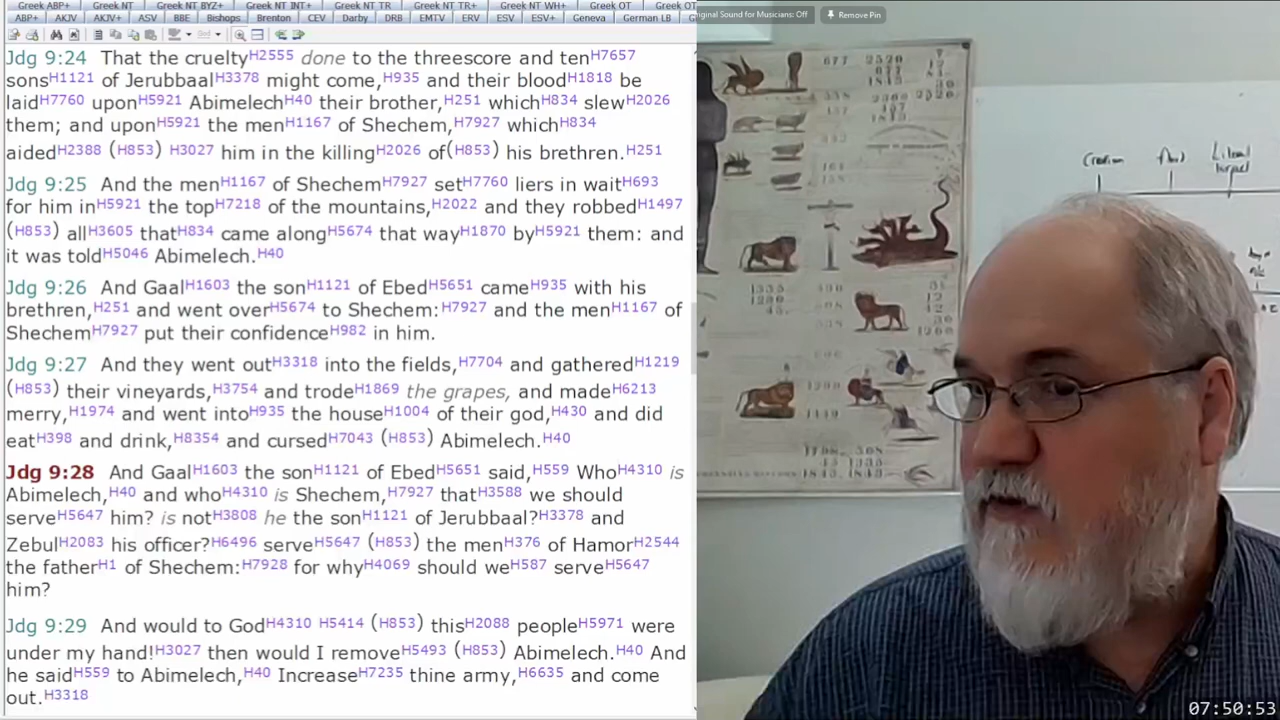 Greek ABP+ Greek NT Greek NT BYZ+ Greek NT INT+ Greek NT TR Greek NT TR+ Greek NT WH+ Greek OT Greek OT
ABP+ AKJV AKJV+ ASV BBE Bishops Brenton CEV Darby DRB EMTV ERV ESV ESV+ Geneva German LB
Jdg 9:24 That the crueltyH2555 done to the threescore and tenH7657
sonsH1121 of JerubbaalH3378 might come,H935 and their bloodH1818 be
laidH7760 uponH5921 AbimelechH40 their brother,H251 whichH834 slewH2026
them; and uponH5921 the menH1167 of Shechem,H7927 whichH834
aidedH2388 (H853) H3027 him in the killingH2026 of(H853) his brethren.H251
Jdg 9:25 And the menH1167 of ShechemH7927 setH7760 liers in waitH693
for him inH5921 the topH7218 of the mountains,H2022 and they robbedH1497
(H853) allH3605 thatH834 came alongH5674 that wayH1870 byH5921 them: and
it was toldH5046 Abimelech.H40
Jdg 9:26 And GaalH1603 the sonH1121 of EbedH5651 cameH935 with his
brethren,H251 and went overH5674 to Shechem:H7927 and the menH1167 of
ShechemH7927 put their confidenceH982 in him.
Jdg 9:27 And they went outH3318 into the fields,H7704 and gatheredH1219
(H853) their vineyards,H3754 and trodeH1869 the grapes, and madeH6213
merry,H1974 and went intoH935 the houseH1004 of their god,H430 and did
eatH398 and drink,H8354 and cursedH7043 (H853) Abimelech.H40
Jdg 9:28 And GaalH1603 the sonH1121 of EbedH5651 said,H559 WhoH4310 is
Abimelech,H40 and whoH4310 is Shechem,H7927 thatH3588 we should
serveH5647 him? is notH3808 he the sonH1121 of Jerubbaal?H3378 and
ZebulH2083 his officer?H6496 serveH5647 (H853) the menH376 of HamorH2544
the fatherH1 of Shechem:H7928 for whyH4069 should weH587 serveH5647
him?
Jdg 9:29 And would to GodH4310 H5414 (H853) thisH2088 peopleH5971 were
under my hand!H3027 then would I removeH5493 (H853) Abimelech.H40 And
he saidH559 to Abimelech,H40 IncreaseH7235 thine army,H6635 and come
out.H3318
iginal Sound for Musicians: Off Remove Pin
677 2520
Creation Flood Literal
Israel
07:50:53